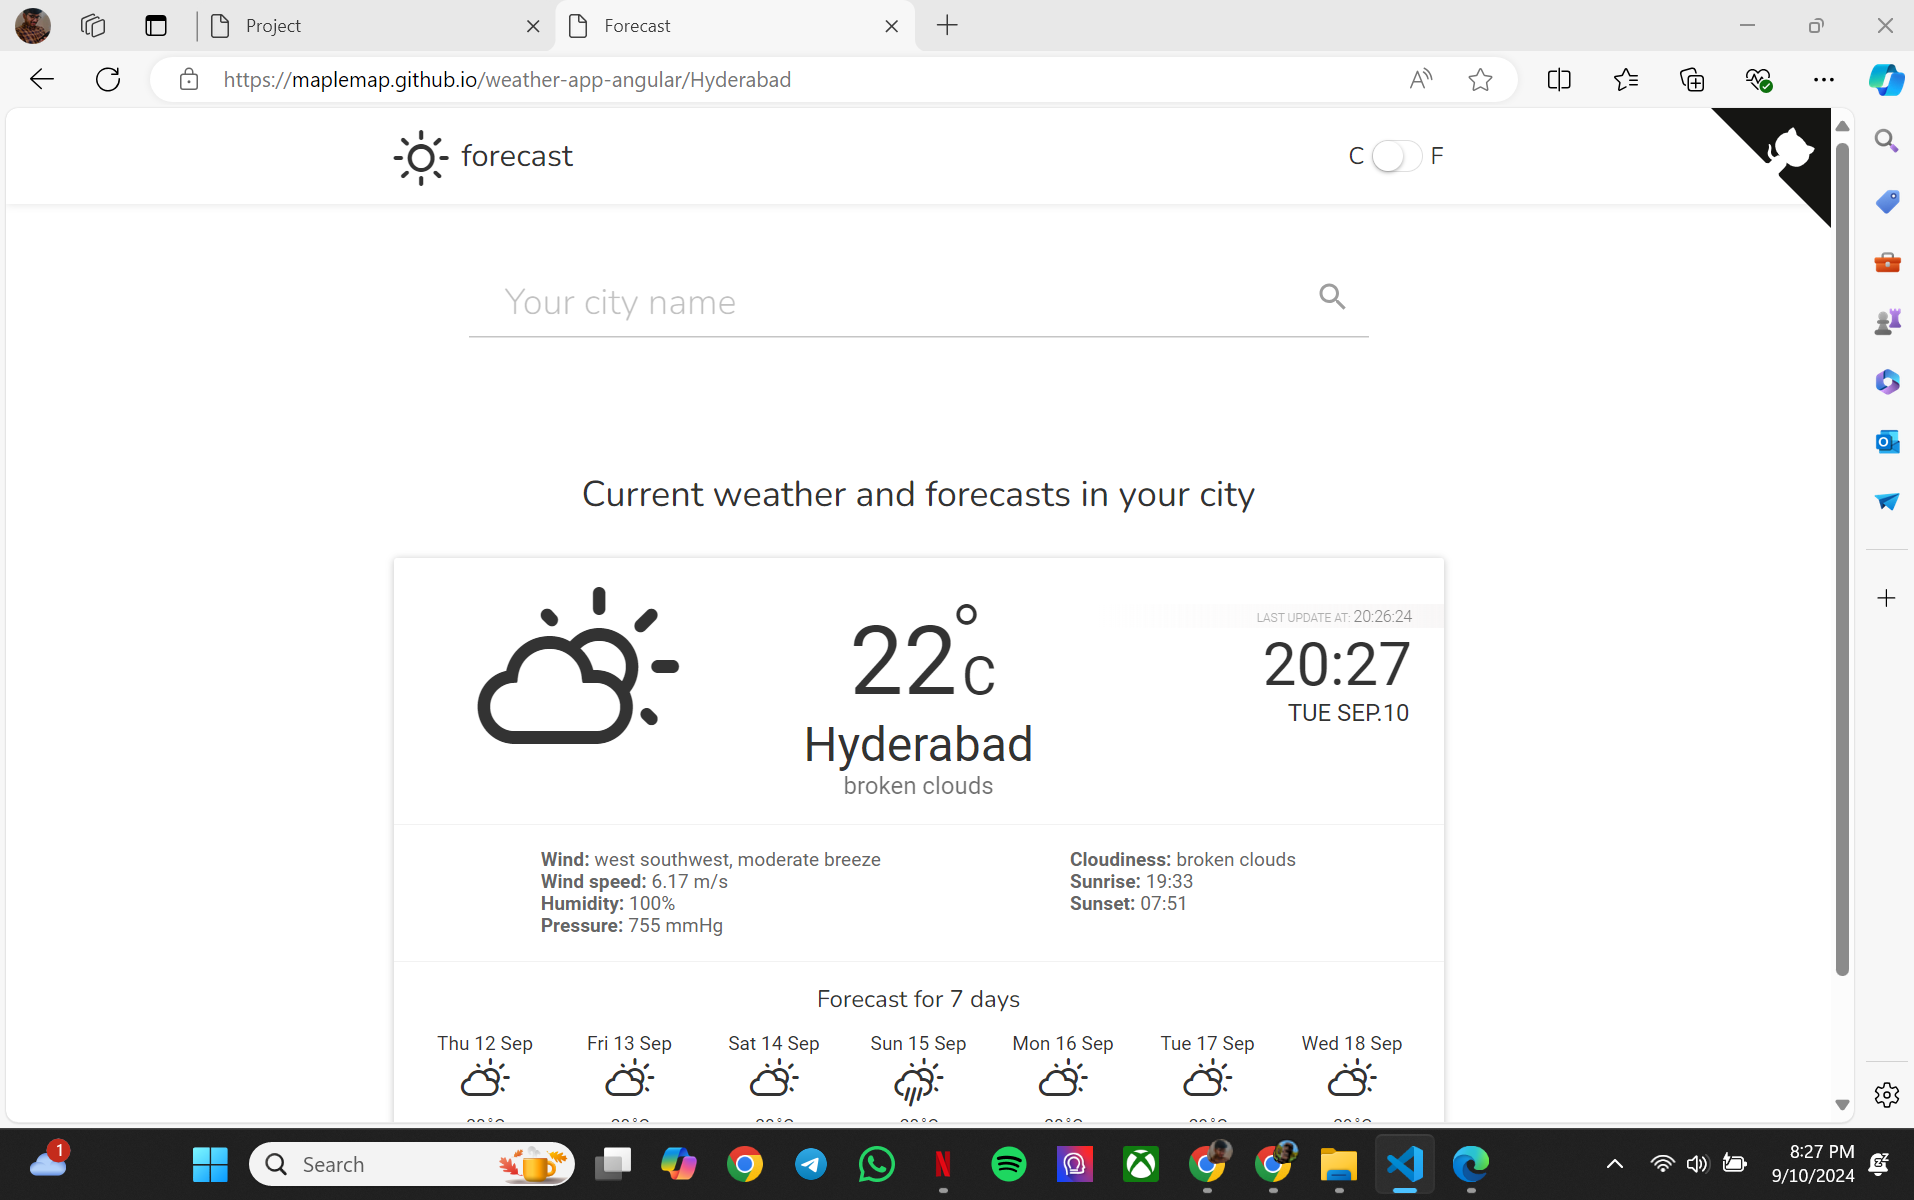 Project
Forecast
https://maplemap.github.io/weather-app-angular/Hyderabad
forecast
C F
Your city name
Current weather and forecasts in your city
LAST UPDATE AT: 20:26:24
22°C
20:27
TUE SEP.10
Hyderabad
broken clouds
Wind: west southwest, moderate breeze
Wind speed: 6.17 m/s
Humidity: 100%
Pressure: 755 mmHg
Cloudiness: broken clouds
Sunrise: 19:33
Sunset: 07:51
Forecast for 7 days
Thu 12 Sep Fri 13 Sep Sat 14 Sep Sun 15 Sep Mon 16 Sep Tue 17 Sep Wed 18 Sep
1
Search
8:27 PM
9/10/2024